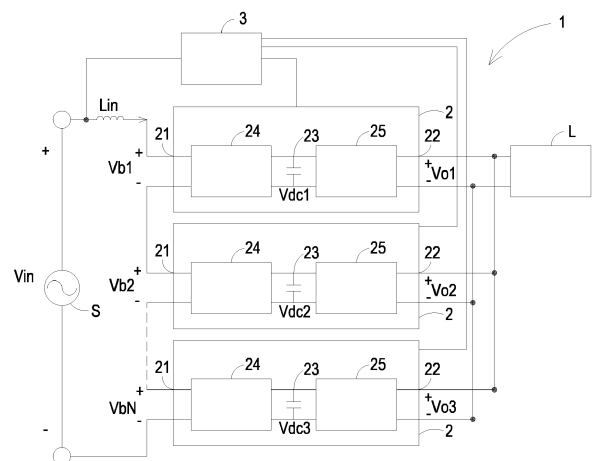 3
1
Lin
2
L
21
24
23
25
22
+
+
+
Vb1
Vo1
-
-
Vdc1
21
24
23
25
22
+
+
Vin
Vb2
Vo2
S
-
-
Vdc2
2
21
24
23
25
22
+
+
VbN
Vo3
-
-
-
Vdc3
2